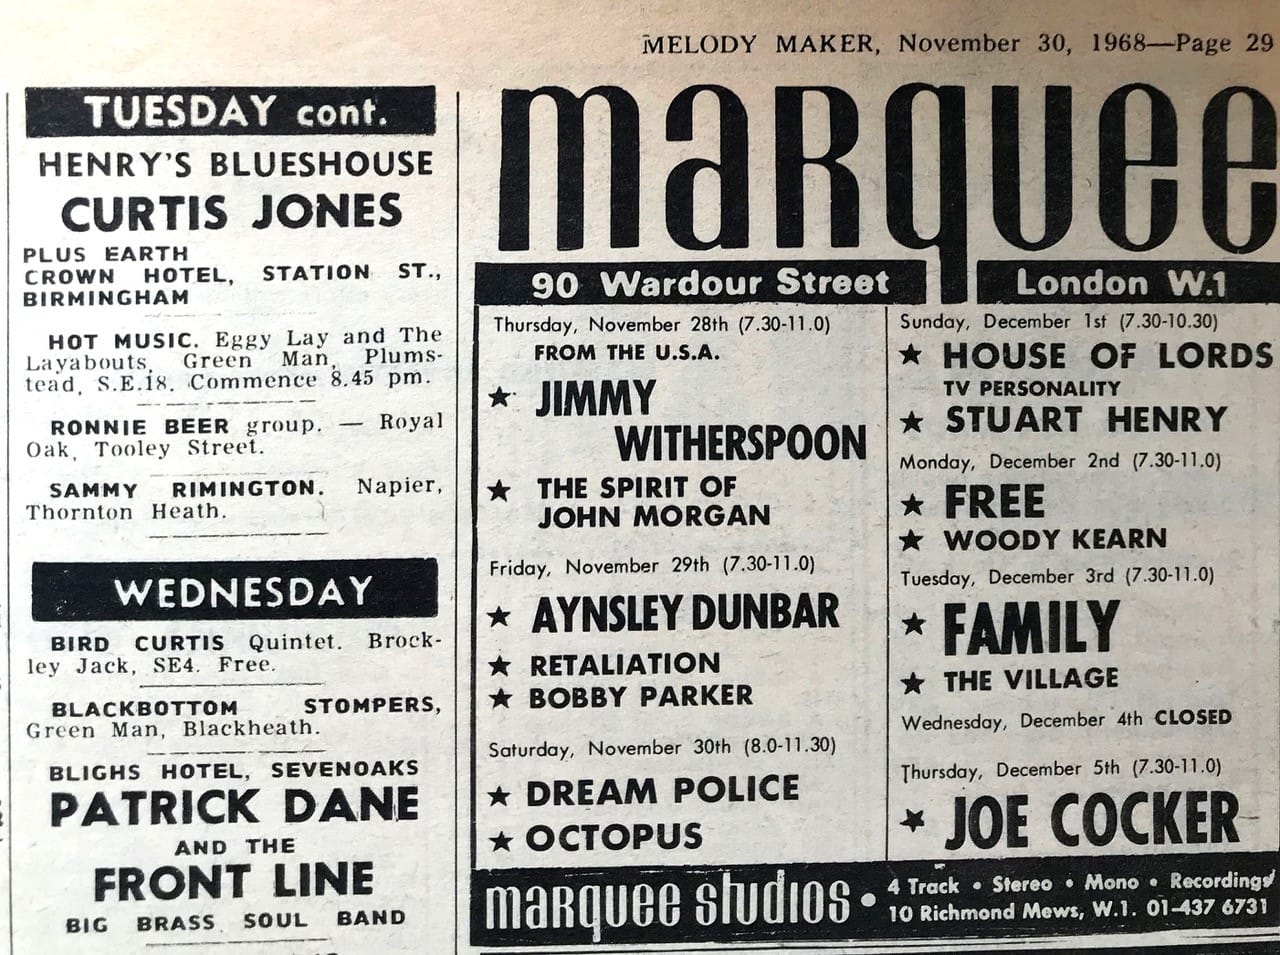 MELODY MAKER, November 30, 1968—Page 29
TUESDAY cont.
HENRY'S BLUESHOUSE
CURTIS JONES
PLUS EARTH
CROWN HOTEL, STATION ST.,
BIRMINGHAM
HOT MUSIC. Eggy Lay and The
Layabouts, Green Man, Plums-
tead, S.E.18. Commence 8.45 pm.
RONNIE BEER group. — Royal
Oak, Tooley Street.
SAMMY RIMINGTON. Napier,
Thornton Heath.
WEDNESDAY
BIRD CURTIS Quintet. Brock-
ley Jack, SE4. Free.
BLACKBOTTOM STOMPERS,
Green Man, Blackheath.
BLIGHS HOTEL, SEVENOAKS
PATRICK DANE
AND THE
FRONT LINE
BIG BRASS SOUL BAND
marquee
90 Wardour Street
London W.1
Thursday, November 28th (7.30-11.0)
FROM THE U.S.A.
★ JIMMY
WITHERSPOON
★ THE SPIRIT OF
JOHN MORGAN
Friday, November 29th (7.30-11.0)
★ AYNSLEY DUNBAR
★ RETALIATION
★ BOBBY PARKER
Saturday, November 30th (8.0-11.30)
★ DREAM POLICE
★ OCTOPUS
Sunday, December 1st (7.30-10.30)
★ HOUSE OF LORDS
TV PERSONALITY
★ STUART HENRY
Monday, December 2nd (7.30-11.0)
★ FREE
★ WOODY KEARN
Tuesday, December 3rd (7.30-11.0)
★ FAMILY
★ THE VILLAGE
Wednesday, December 4th CLOSED
Thursday, December 5th (7.30-11.0)
★ JOE COCKER
marquee studios • 4 Track • Stereo • Mono • Recordings
10 Richmond Mews, W.1. 01-437 6731